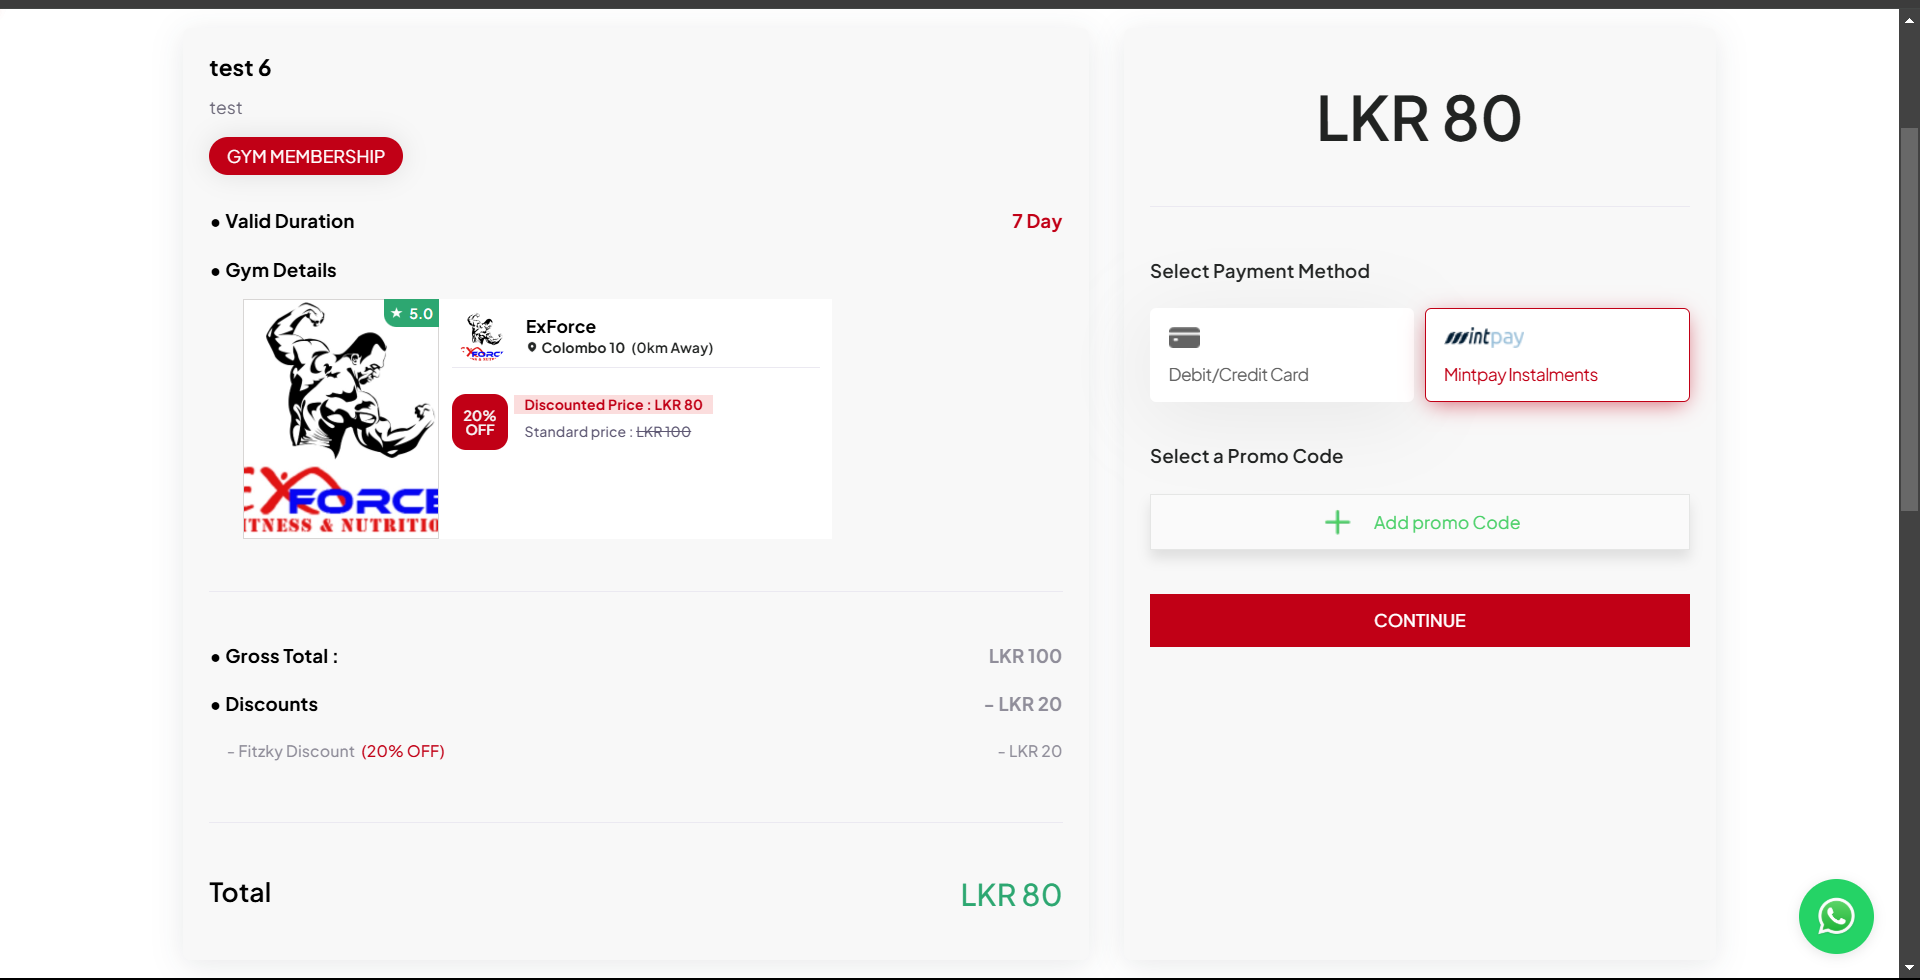 test 6
test
GYM MEMBERSHIP
● Valid Duration
7 Day
● Gym Details
★ 5.0
EXFORCE
ITNESS & NUTRITIO
ExForce
Colombo 10 (0km Away)
20%
OFF
Discounted Price : LKR 80
Standard price : LKR 100
● Gross Total :
LKR 100
● Discounts
- LKR 20
- Fitzky Discount (20% OFF)
- LKR 20
Total
LKR 80
LKR 80
Select Payment Method
Debit/Credit Card
mintpay
Mintpay Instalments
Select a Promo Code
+ Add promo Code
CONTINUE